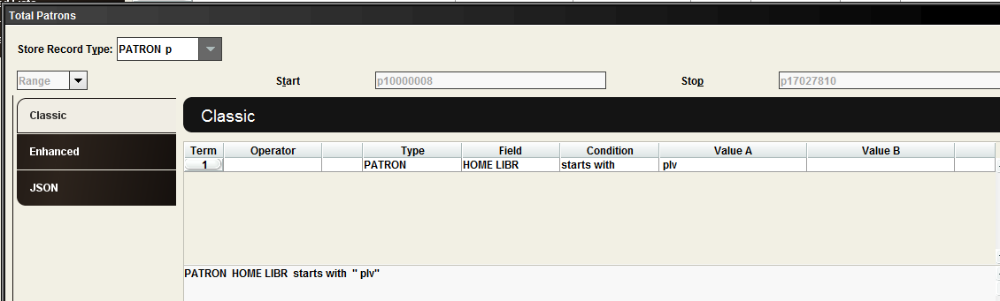 Total Patrons
Store Record Type: PATRON p
Range Start p10000008 Stop p17027810
Classic
Classic
Enhanced
JSON
Term Operator Type Field Condition Value A Value B
1 PATRON HOME LIBR starts with plv
PATRON HOME LIBR starts with " plv"